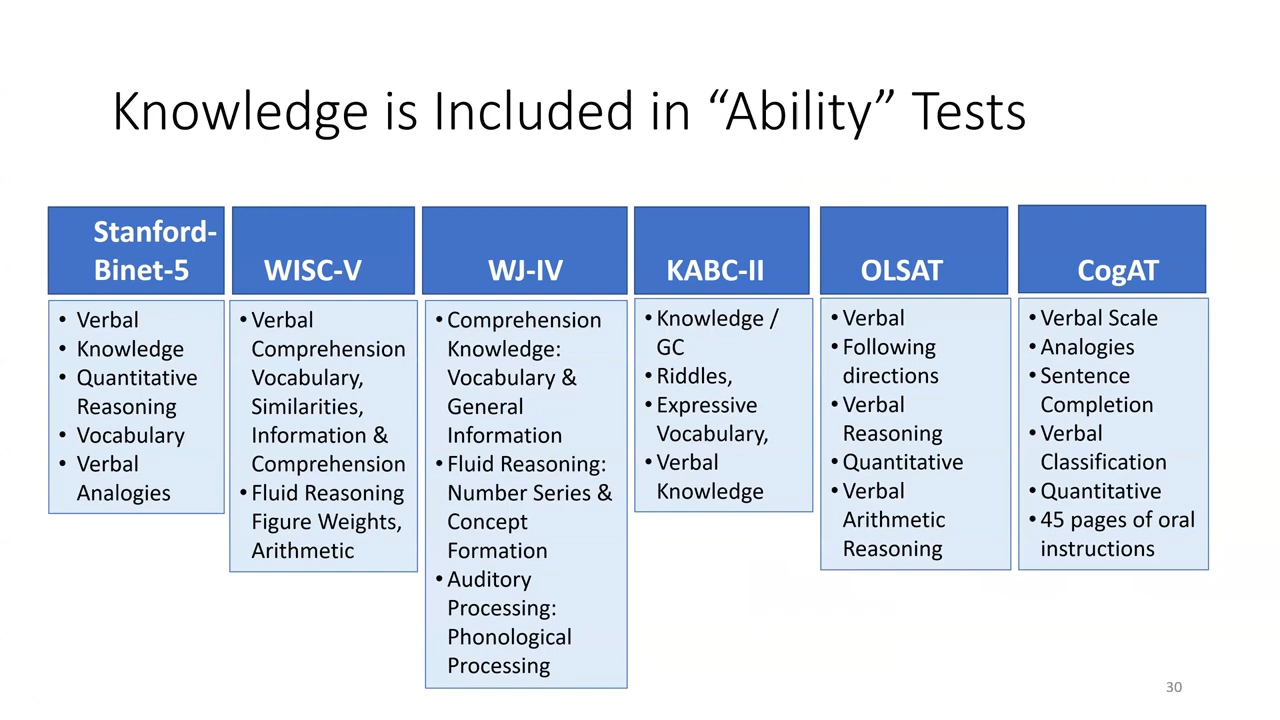 Knowledge is Included in “Ability” Tests
Stanford-
Binet-5
• Verbal
• Knowledge
• Quantitative
Reasoning
• Vocabulary
• Verbal
Analogies
WISC-V
• Verbal
Comprehension
Vocabulary,
Similarities,
Information &
Comprehension
• Fluid Reasoning
Figure Weights,
Arithmetic
WJ-IV
• Comprehension
Knowledge:
Vocabulary &
General
Information
• Fluid Reasoning:
Number Series &
Concept
Formation
• Auditory
Processing:
Phonological
Processing
KABC-II
• Knowledge /
GC
• Riddles,
• Expressive
Vocabulary,
• Verbal
Knowledge
OLSAT
• Verbal
• Following
directions
• Verbal
Reasoning
• Quantitative
• Verbal
Arithmetic
Reasoning
CogAT
• Verbal Scale
• Analogies
• Sentence
Completion
• Verbal
Classification
• Quantitative
• 45 pages of oral
instructions
30